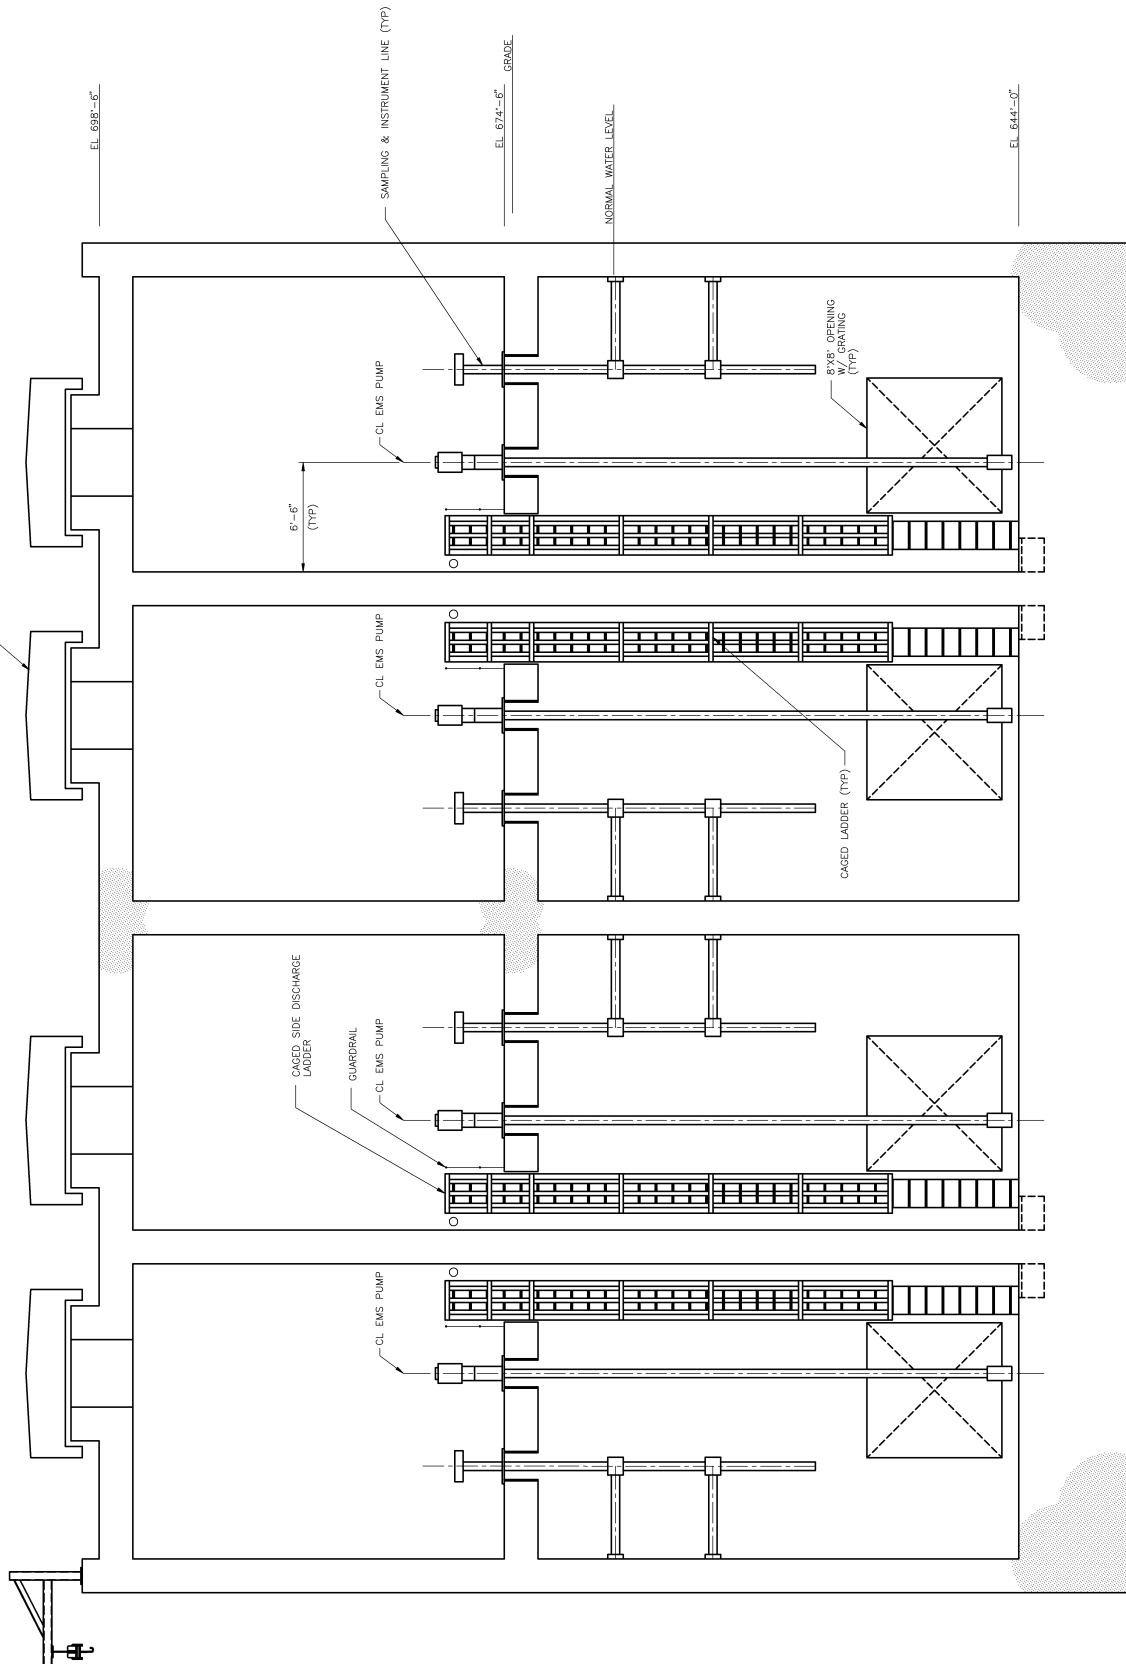 EL 698'-6"
SAMPLING & INSTRUMENT LINE (TYP)
EL 674'-6"
GRADE
NORMAL WATER LEVEL
EL 644'-0"
CL EMS PUMP
6'-6"
(TYP)
8'X8' OPENING
W/ GRATING
(TYP)
CL EMS PUMP
CAGED LADDER (TYP)
CAGED SIDE DISCHARGE
LADDER
GUARDRAIL
CL EMS PUMP
CL EMS PUMP